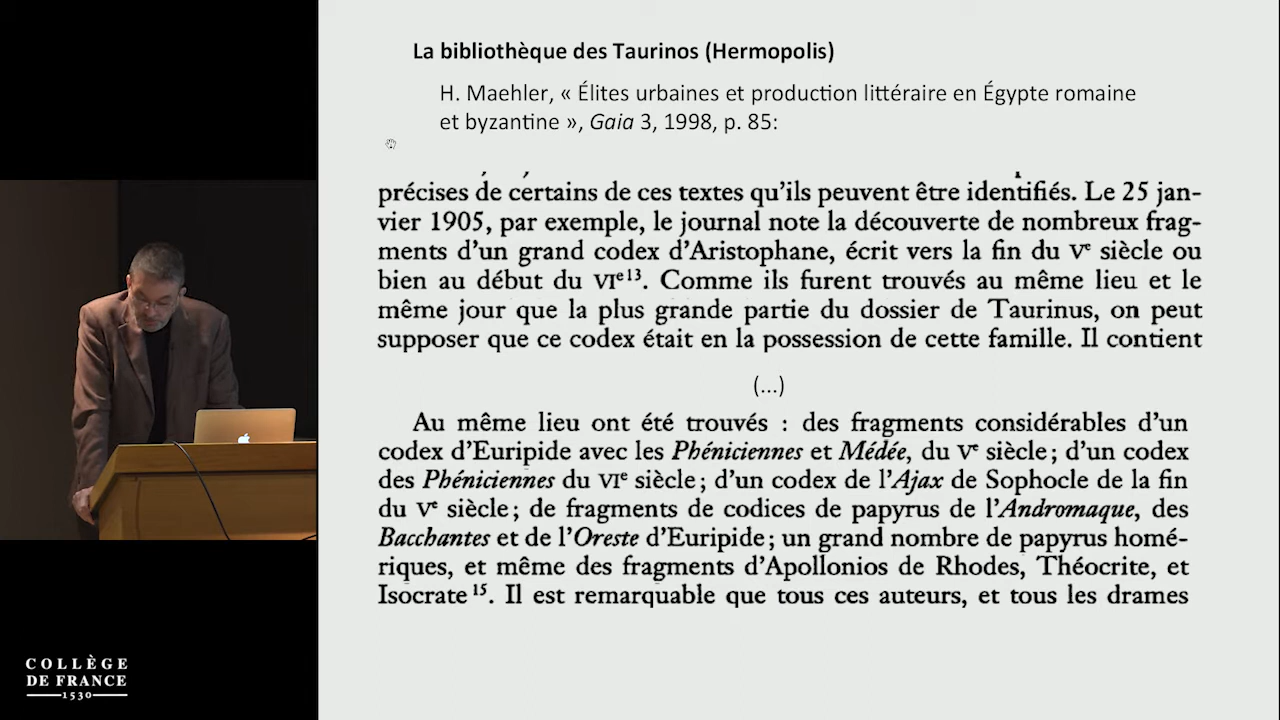 La bibliothèque des Taurinos (Hermopolis)
H. Maehler, « Élites urbaines et production littéraire en Égypte romaine
et byzantine », Gaia 3, 1998, p. 85:
précises de certains de ces textes qu'ils peuvent être identifiés. Le 25 jan-
vier 1905, par exemple, le journal note la découverte de nombreux frag-
ments d'un grand codex d'Aristophane, écrit vers la fin du Ve siècle ou
bien au début du VIe13. Comme ils furent trouvés au même lieu et le
même jour que la plus grande partie du dossier de Taurinus, on peut
supposer que ce codex était en la possession de cette famille. Il contient
(...)
Au même lieu ont été trouvés : des fragments considérables d'un
codex d'Euripide avec les Phéniciennes et Médée, du Ve siècle ; d'un codex
des Phéniciennes du VIe siècle ; d'un codex de l'Ajax de Sophocle de la fin
du Ve siècle ; de fragments de codices de papyrus de l'Andromaque, des
Bacchantes et de l'Oreste d'Euripide ; un grand nombre de papyrus homé-
riques, et même des fragments d'Apollonios de Rhodes, Théocrite, et
Isocrate 15. Il est remarquable que tous ces auteurs, et tous les drames
COLLÈGE
DE FRANCE
1530